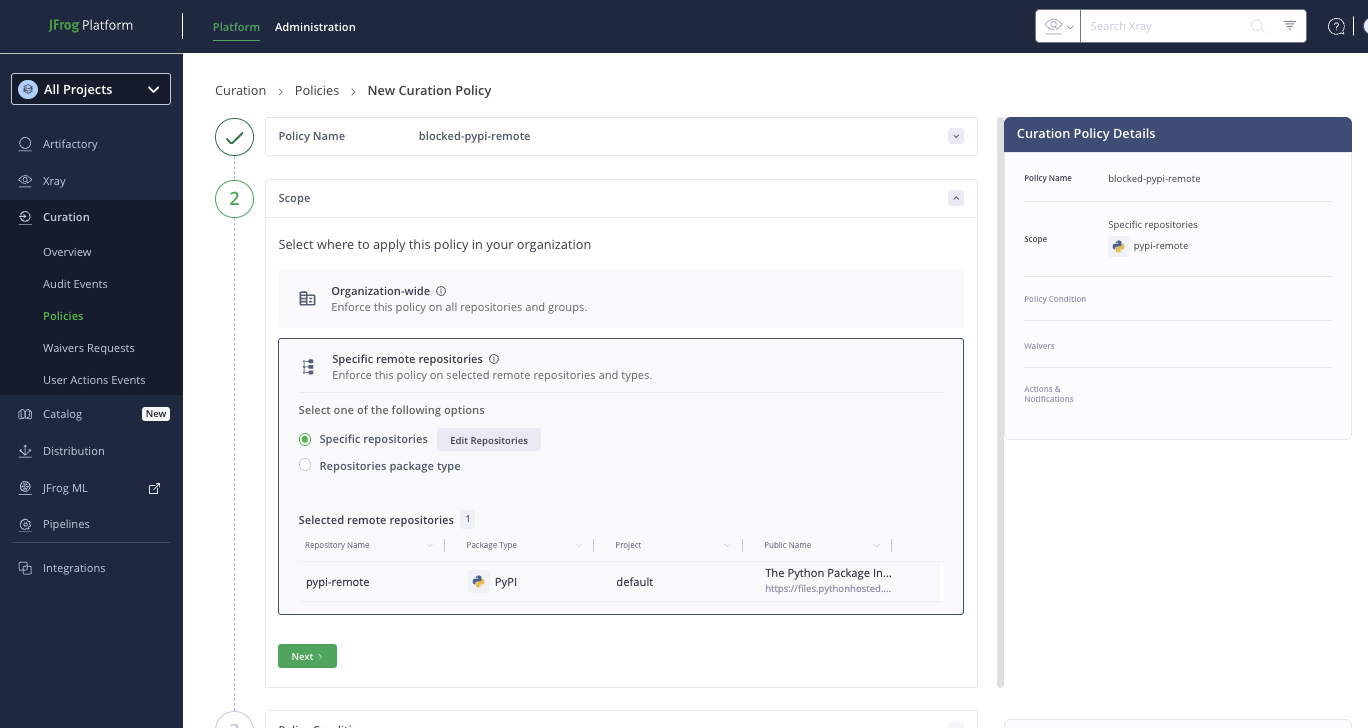 JFrog Platform
Platform
Administration
Search Xray
All Projects
Artifactory
Xray
Curation
Overview
Audit Events
Policies
Waivers Requests
User Actions Events
Catalog
New
Distribution
JFrog ML
Pipelines
Integrations
Curation > Policies > New Curation Policy
Policy Name
blocked-pypi-remote
2
Scope
Select where to apply this policy in your organization
Organization-wide
Enforce this policy on all repositories and groups.
Specific remote repositories
Enforce this policy on selected remote repositories and types.
Select one of the following options
Specific repositories
Edit Repositories
Repositories package type
Selected remote repositories 1
Repository Name
Package Type
Project
Public Name
pypi-remote
PyPI
default
The Python Package In...
https://files.pythonhosted....
Next
3
Policy Condition
Curation Policy Details
Policy Name
blocked-pypi-remote
Scope
Specific repositories
pypi-remote
Policy Condition
Waivers
Actions &
Notifications